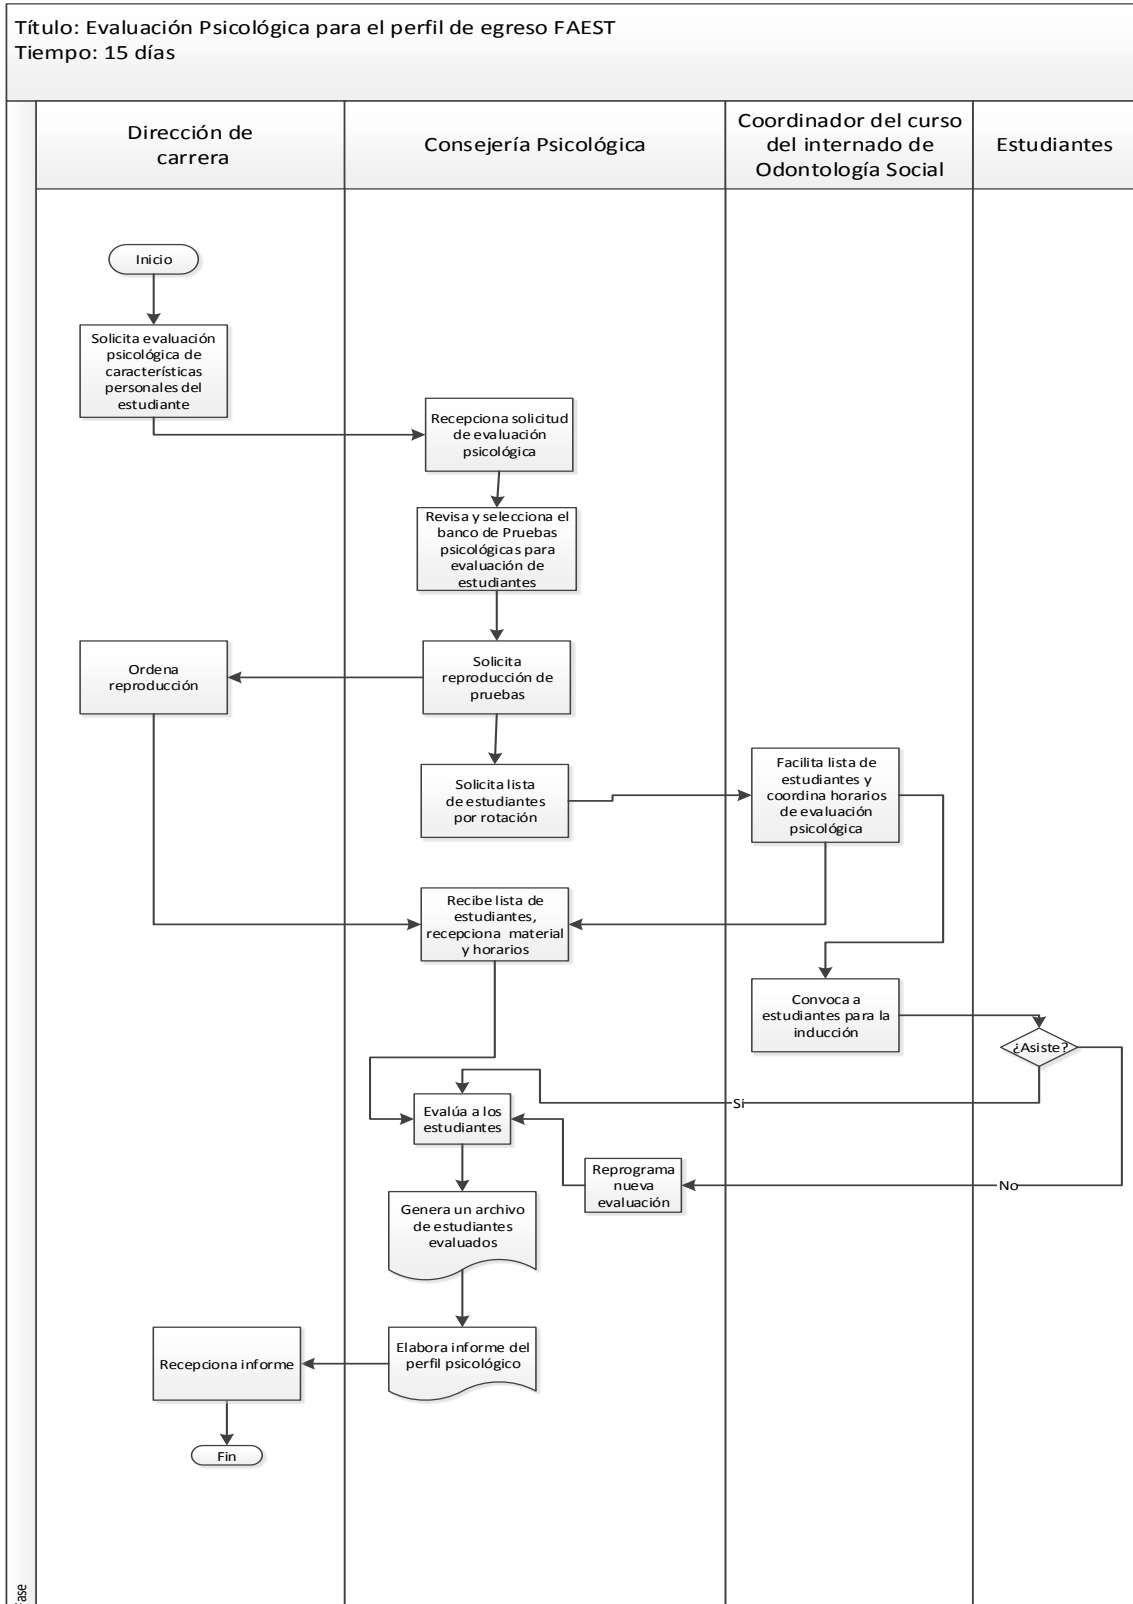 Título: Evaluación Psicológica para el perfil de egreso FAEST
Tiempo: 15 días
Dirección de
carrera
Consejería Psicológica
Coordinador del curso
del internado de
Odontología Social
Estudiantes
Inicio
Solicita evaluación
psicológica de
características
personales del
estudiante
Recepciona solicitud
de evaluación
psicológica
Revisa y selecciona el
banco de Pruebas
psicológicas para
evaluación de
estudiantes
Ordena
reproducción
Solicita
reproducción de
pruebas
Solicita lista
de estudiantes
por rotación
Facilita lista de
estudiantes y
coordina horarios
de evaluación
psicológica
Recibe lista de
estudiantes,
recepciona material
y horarios
Convoca a
estudiantes para la
inducción
¿Asiste?
Si
Evalúa a los
estudiantes
Reprograma
nueva
evaluación
No
Genera un archivo
de estudiantes
evaluados
Recepciona informe
Elabora informe del
perfil psicológico
Fin